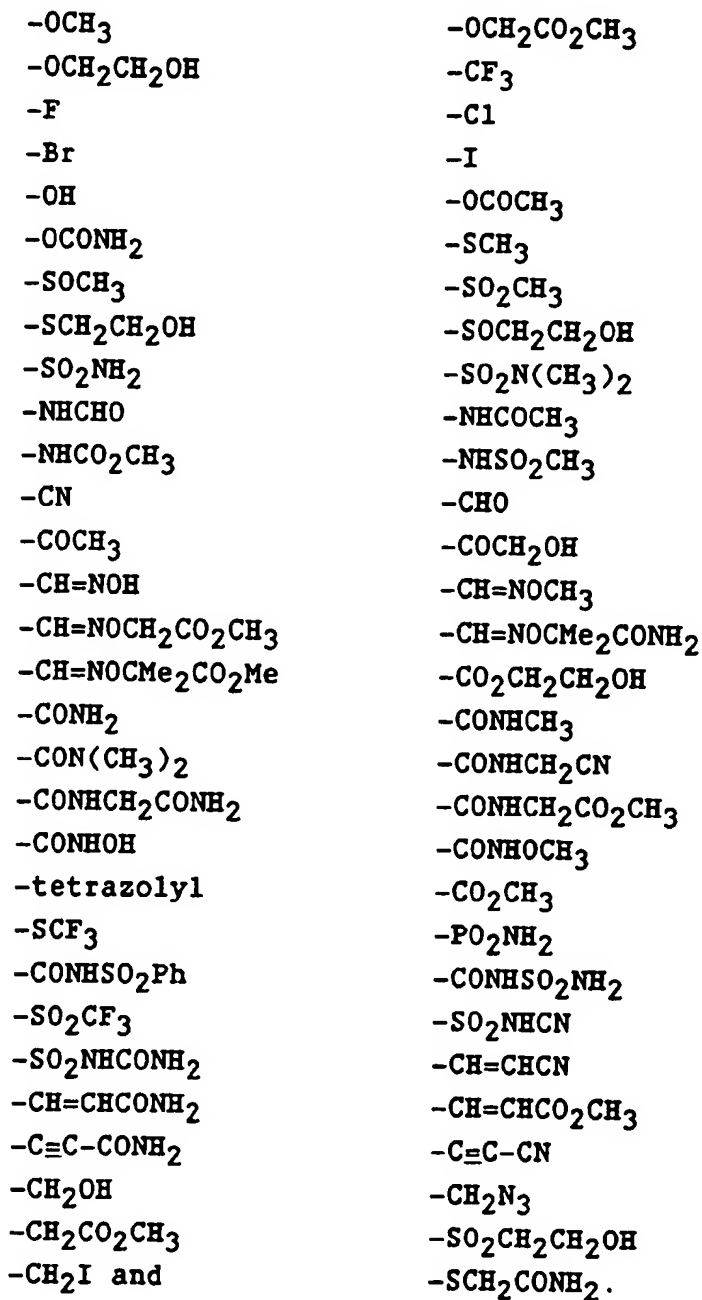 -OCH₃ -OCH₂CO₂CH₃
-OCH₂CH₂OH -CF₃
-F -Cl
-Br -I
-OH -OCOCH₃
-OCONH₂ -SCH₃
-SOCH₃ -SO₂CH₃
-SCH₂CH₂OH -SOCH₂CH₂OH
-SO₂NH₂ -SO₂N(CH₃)₂
-NHCHO -NHCOCH₃
-NHCO₂CH₃ -NHSO₂CH₃
-CN -CHO
-COCH₃ -COCH₂OH
-CH=NOH -CH=NOCH₃
-CH=NOCH₂CO₂CH₃ -CH=NOCMe₂CONH₂
-CH=NOCMe₂CO₂Me -CO₂CH₂CH₂OH
-CONH₂ -CONHCH₃
-CON(CH₃)₂ -CONHCH₂CN
-CONHCH₂CONH₂ -CONHCH₂CO₂CH₃
-CONHOH -CONHOCH₃
-tetrazolyl -CO₂CH₃
-SCF₃ -PO₂NH₂
-CONHSO₂Ph -CONHSO₂NH₂
-SO₂CF₃ -SO₂NHCN
-SO₂NHCONH₂ -CH=CHCN
-CH=CHCONH₂ -CH=CHCO₂CH₃
-C≡C-CONH₂ -C≡C-CN
-CH₂OH -CH₂N₃
-CH₂CO₂CH₃ -SO₂CH₂CH₂OH
-CH₂I and -SCH₂CONH₂.